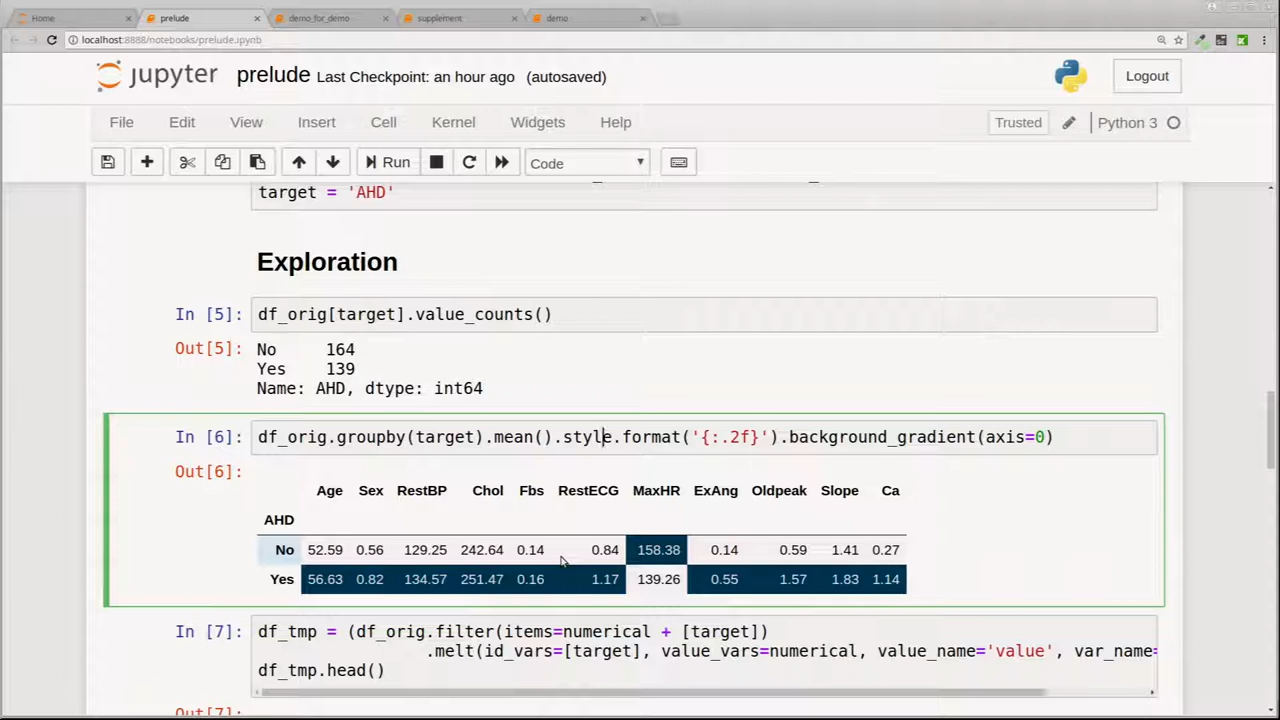 Home
prelude
demo_for_demo
supplement
demo
localhost:8888/notebooks/prelude.ipynb
jupyter prelude Last Checkpoint: an hour ago (autosaved)
Logout
File Edit View Insert Cell Kernel Widgets Help
Trusted
Python 3
Run
Code
target = 'AHD'
Exploration
In [5]: df_orig[target].value_counts()
Out[5]: No 164
Yes 139
Name: AHD, dtype: int64
In [6]: df_orig.groupby(target).mean().style.format('{:.2f}').background_gradient(axis=0)
Out[6]:
Age Sex RestBP Chol Fbs RestECG MaxHR ExAng Oldpeak Slope Ca
AHD
No 52.59 0.56 129.25 242.64 0.14 0.84 158.38 0.14 0.59 1.41 0.27
Yes 56.63 0.82 134.57 251.47 0.16 1.17 139.26 0.55 1.57 1.83 1.14
In [7]: df_tmp = (df_orig.filter(items=numerical + [target])
.melt(id_vars=[target], value_vars=numerical, value_name='value', var_name=
df_tmp.head()
Out[7]: